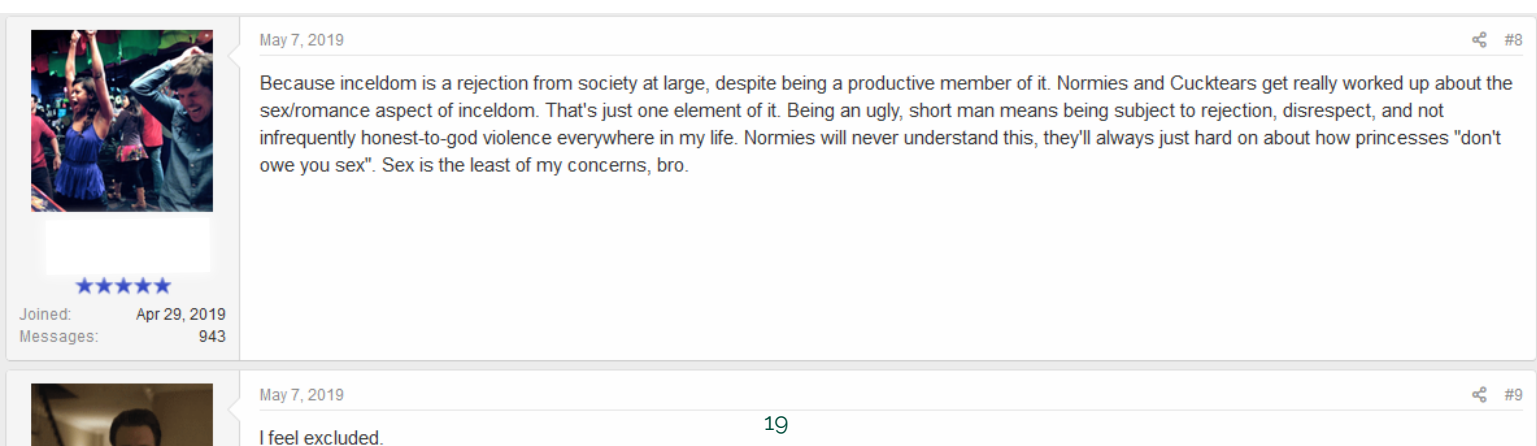 May 7, 2019
#8
Because inceldom is a rejection from society at large, despite being a productive member of it. Normies and Cucktears get really worked up about the
sex/romance aspect of inceldom. That's just one element of it. Being an ugly, short man means being subject to rejection, disrespect, and not
infrequently honest-to-god violence everywhere in my life. Normies will never understand this, they'll always just hard on about how princesses "don't
owe you sex". Sex is the least of my concerns, bro.
Joined: Apr 29, 2019
Messages: 943
May 7, 2019
#9
I feel excluded.
19